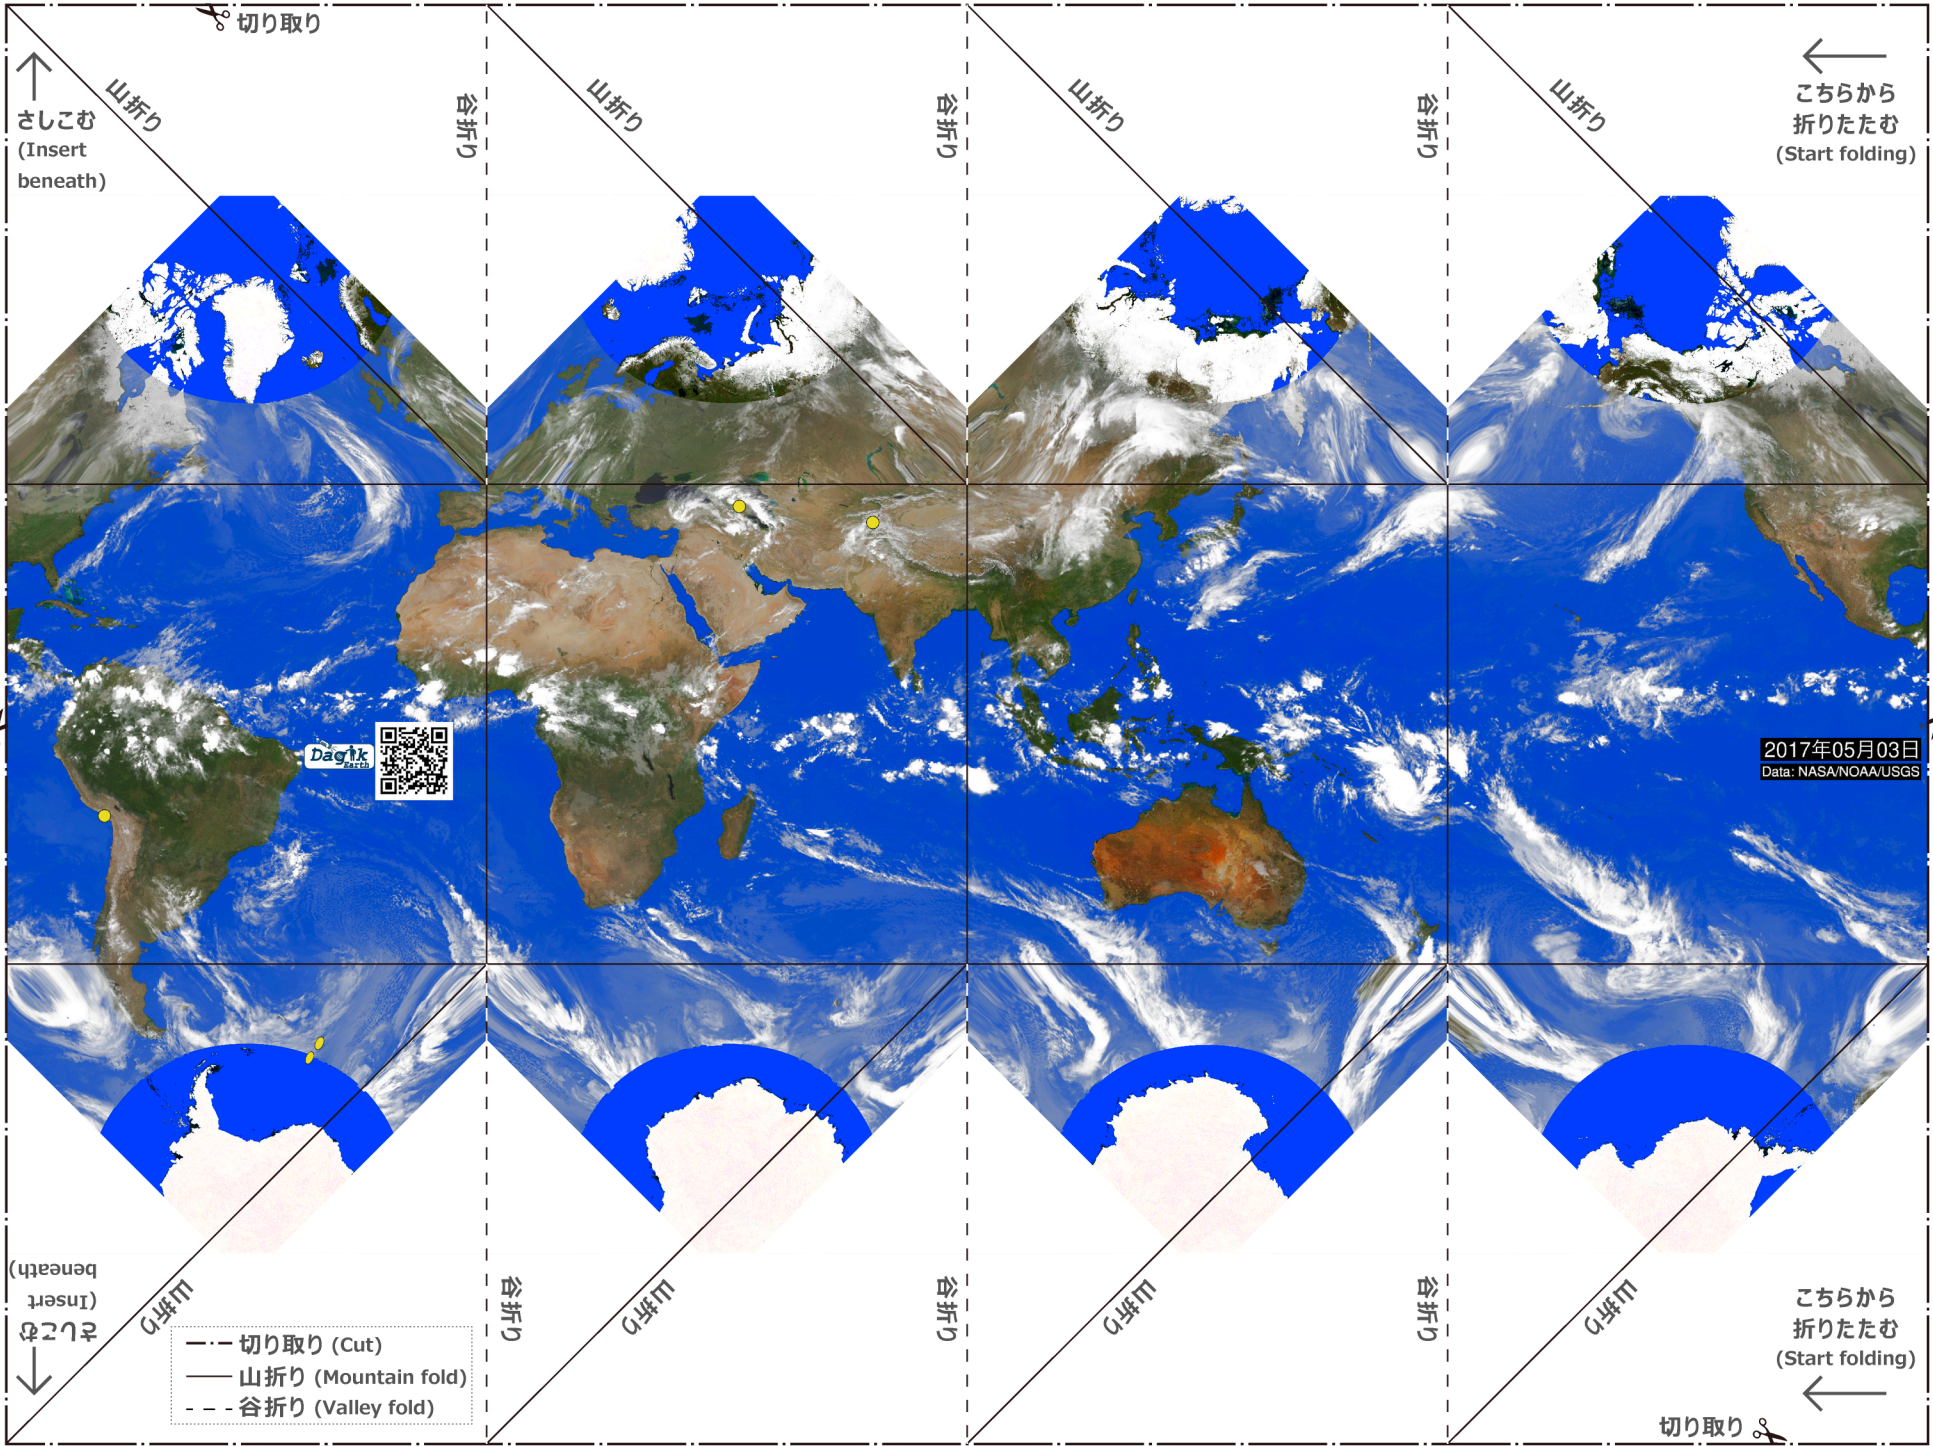 切り取り
山折り
谷折り
山折り
谷折り
山折り
谷折り
山折り
さしこむ
(Insert
beneath)
こちらから
折りたたむ
(Start folding)
Dagik
Earth
2017年05月03日
Data: NASA/NOAA/USGS
さしこむ
(Insert
beneath)
山折り
谷折り
山折り
谷折り
山折り
谷折り
山折り
こちらから
折りたたむ
(Start folding)
切り取り (Cut)
山折り (Mountain fold)
谷折り (Valley fold)
切り取り